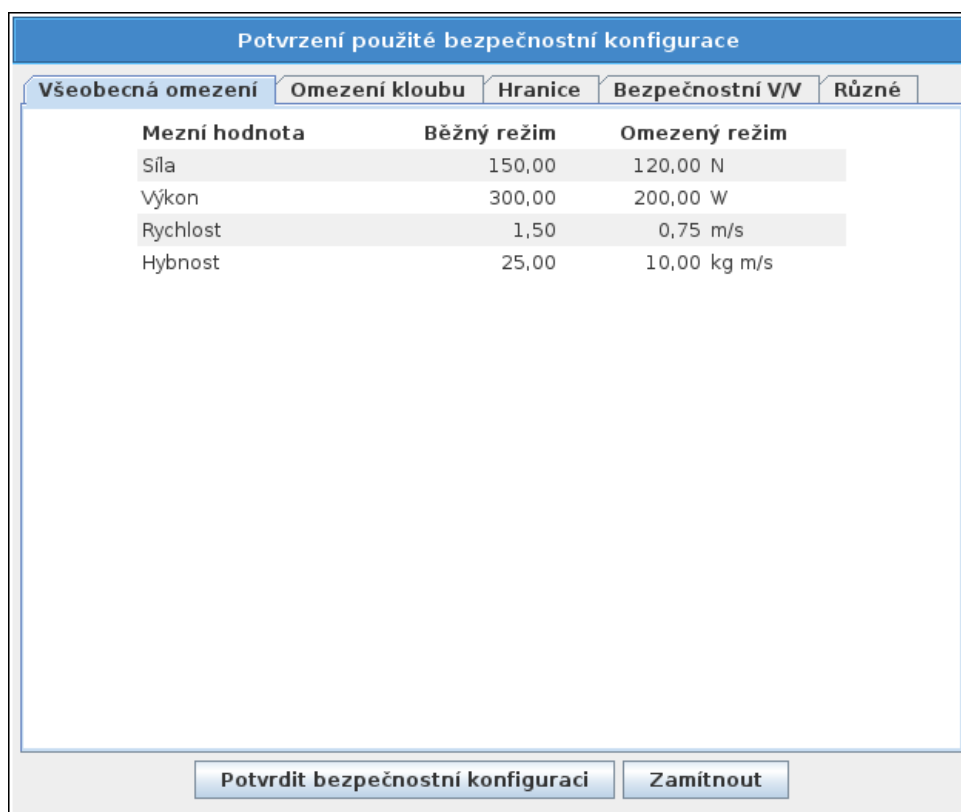 Potvrzení použité bezpečnostní konfigurace
Všeobecná omezení Omezení kloubu Hranice Bezpečnostní V/V Různé
Mezní hodnota Běžný režim Omezený režim
Síla 150,00 120,00 N
Výkon 300,00 200,00 W
Rychlost 1,50 0,75 m/s
Hybnost 25,00 10,00 kg m/s
Potvrdit bezpečnostní konfiguraci Zamítnout